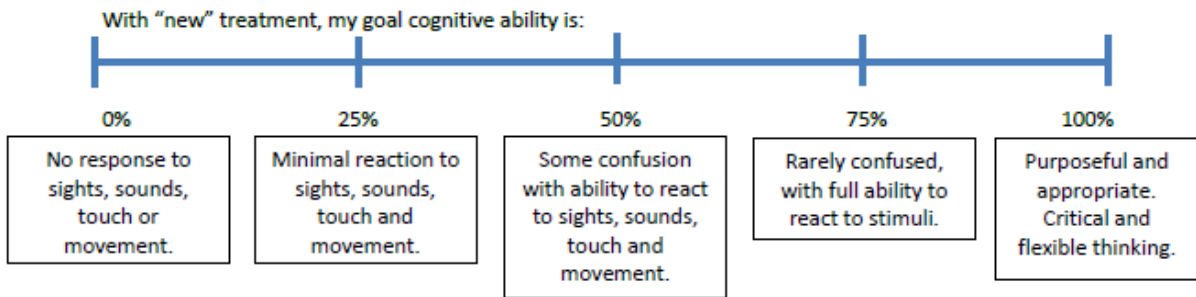 With “new” treatment, my goal cognitive ability is:
0%
25%
50%
75%
100%
No response to
sights, sounds,
touch or
movement.
Minimal reaction to
sights, sounds,
touch and
movement.
Some confusion
with ability to react
to sights, sounds,
touch and
movement.
Rarely confused,
with full ability to
react to stimuli.
Purposeful and
appropriate.
Critical and
flexible thinking.